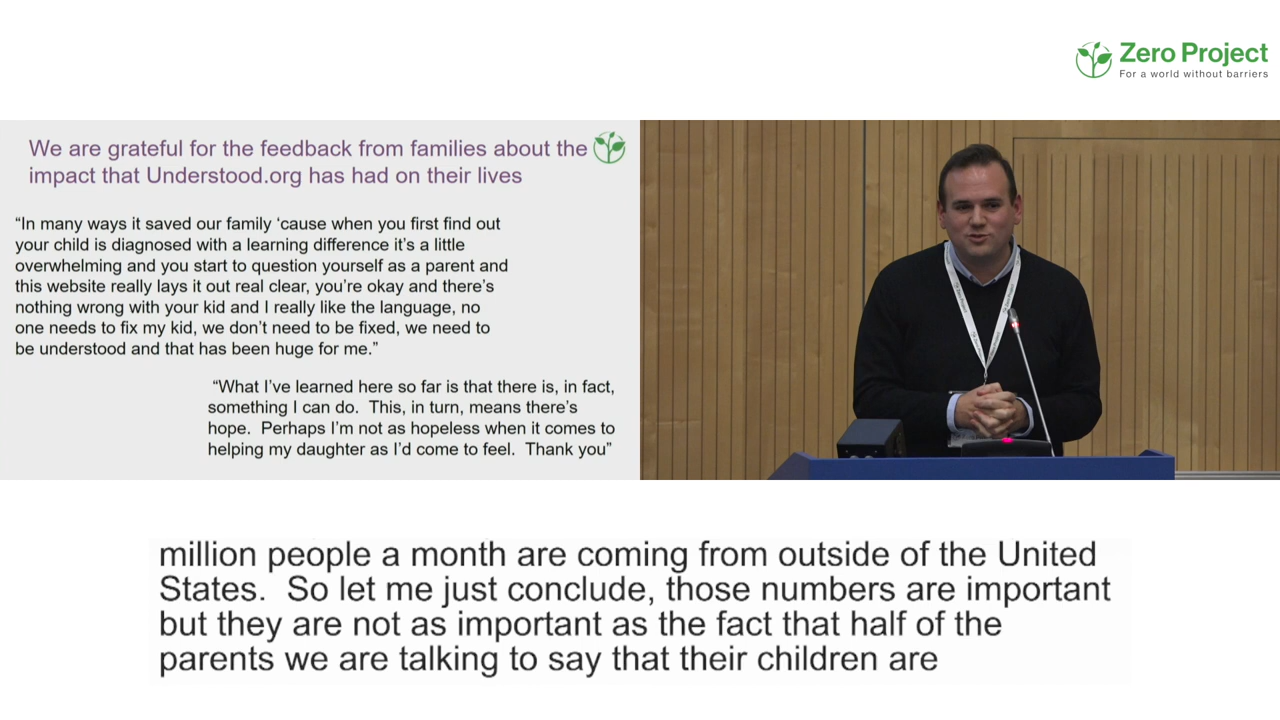 Zero Project
For a world without barriers
We are grateful for the feedback from families about the
impact that Understood.org has had on their lives
“In many ways it saved our family ‘cause when you first find out
your child is diagnosed with a learning difference it’s a little
overwhelming and you start to question yourself as a parent and
this website really lays it out real clear, you’re okay and there’s
nothing wrong with your kid and I really like the language, no
one needs to fix my kid, we don’t need to be fixed, we need to
be understood and that has been huge for me.”
“What I’ve learned here so far is that there is, in fact,
something I can do.  This, in turn, means there’s
hope.  Perhaps I’m not as hopeless when it comes to
helping my daughter as I’d come to feel.  Thank you”
million people a month are coming from outside of the United
States.  So let me just conclude, those numbers are important
but they are not as important as the fact that half of the
parents we are talking to say that their children are